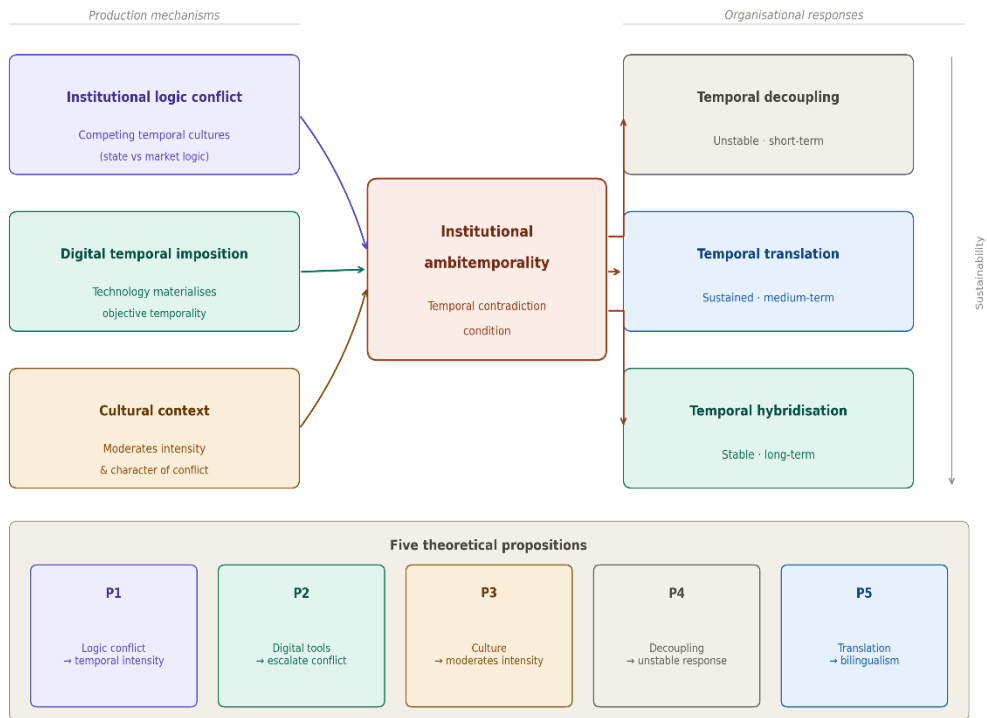 Production mechanisms
Organisational responses
Institutional logic conflict
Competing temporal cultures
(state vs market logic)
Digital temporal imposition
Technology materialises
objective temporality
Cultural context
Moderates intensity
& character of conflict
Institutional
ambitemporality
Temporal contradiction
condition
Temporal decoupling
Unstable · short-term
Temporal translation
Sustained · medium-term
Temporal hybridisation
Stable · long-term
Sustainability
Five theoretical propositions
P1
Logic conflict
→ temporal intensity
P2
Digital tools
→ escalate conflict
P3
Culture
→ moderates intensity
P4
Decoupling
→ unstable response
P5
Translation
→ bilingualism